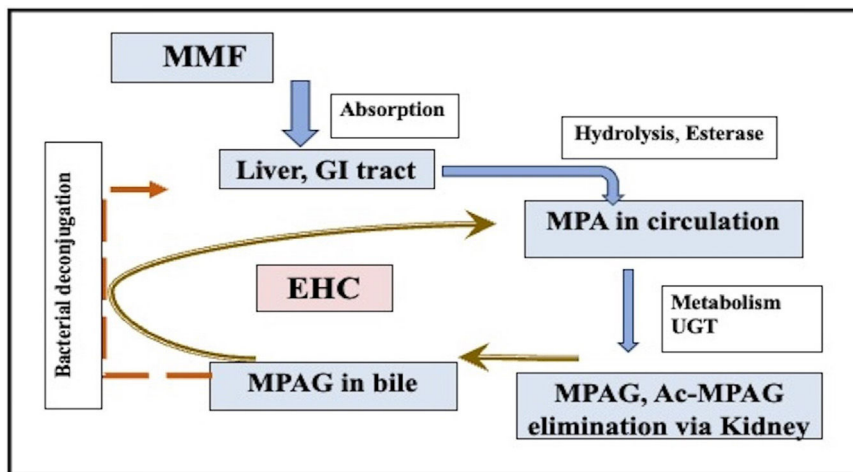 MMF
Absorption
Hydrolysis, Esterase
Liver, GI tract
MPA in circulation
Bacterial deconjugation
EHC
Metabolism
UGT
MPAG in bile
MPAG, Ac-MPAG
elimination via Kidney